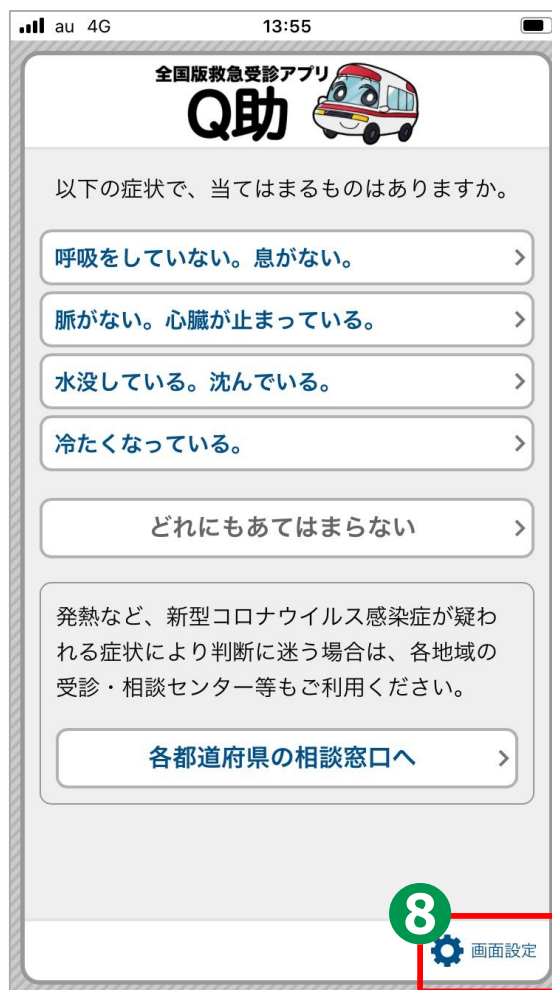 au 4G 13:55
全国版救急受診アプリ
Q助
以下の症状で、当てはまるものはありますか。
呼吸をしていない。息がない。
脈がない。心臓が止まっている。
水没している。沈んでいる。
冷たくなっている。
どれにもあてはまらない
発熱など、新型コロナウイルス感染症が疑わ
れる症状により判断に迷う場合は、各地域の
受診・相談センター等もご利用ください。
各都道府県の相談窓口へ
8
画面設定